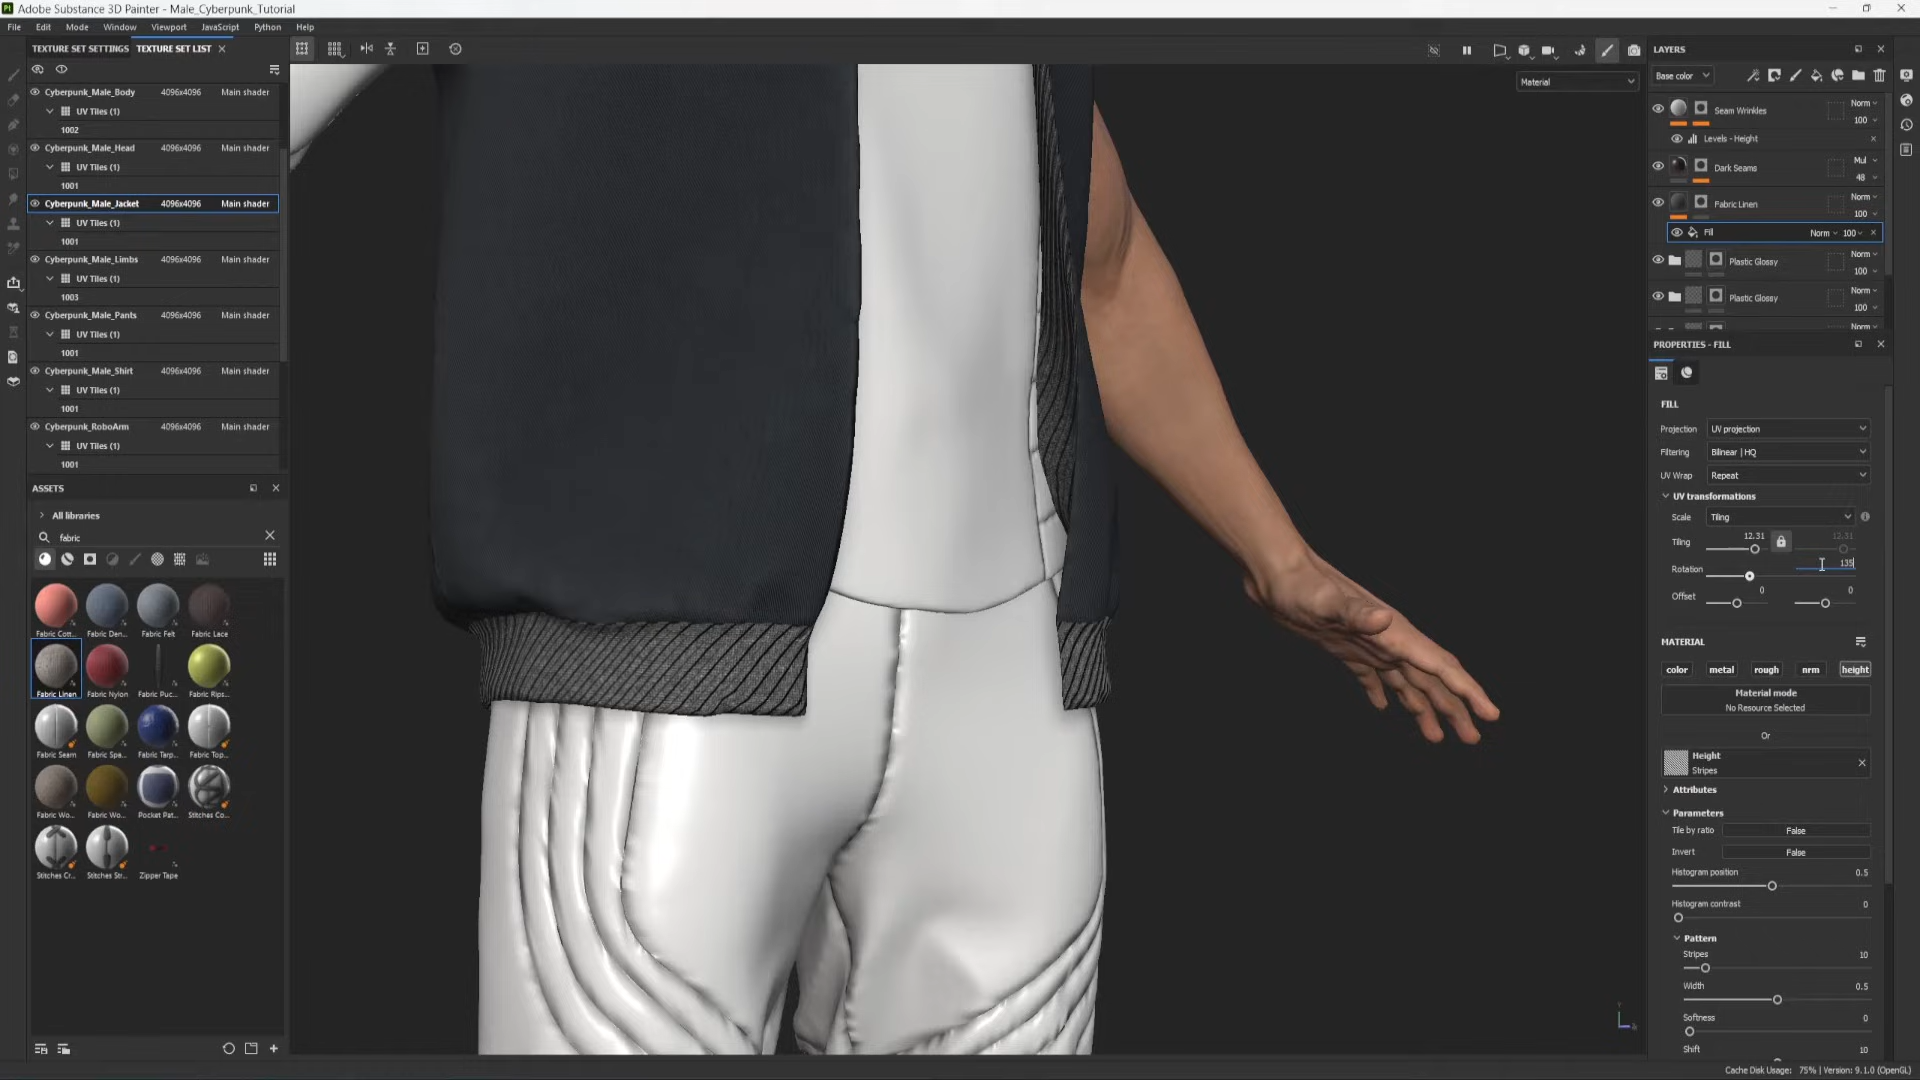 Adobe Substance 3D Painter - Male_Cyberpunk_Tutorial
File Edit Mode Window Viewport JavaScript Python Help
TEXTURE SET SETTINGS TEXTURE SET LIST
Cyberpunk_Male_Body 4096x4096 Main shader
UV Tiles (1)
1002
Cyberpunk_Male_Head 4096x4096 Main shader
UV Tiles (1)
1001
Cyberpunk_Male_Jacket 4096x4096 Main shader
UV Tiles (1)
1001
Cyberpunk_Male_Limbs 4096x4096 Main shader
UV Tiles (1)
1003
Cyberpunk_Male_Pants 4096x4096 Main shader
UV Tiles (1)
1001
Cyberpunk_Male_Shirt 4096x4096 Main shader
UV Tiles (1)
1001
Cyberpunk_RoboArm 4096x4096 Main shader
UV Tiles (1)
1001
ASSETS
All libraries
fabric
Fabric Cott... Fabric Den... Fabric Felt Fabric Lace
Fabric Linen Fabric Nylon Fabric Puc... Fabric Rips...
Fabric Seam Fabric Spa... Fabric Tarp... Fabric Top...
Fabric Wo... Fabric Wo... Pocket Pat... Stitches Co...
Stitches Cr... Stitches Str... Zipper Tape
Material
LAYERS
Base color
Seam Wrinkles Norm 100
Levels - Height
Dark Seams Mul 48
Fabric Linen Norm 100
Fill Norm 100
Plastic Glossy Norm 100
Plastic Glossy Norm 100
Norm
PROPERTIES - FILL
FILL
Projection UV projection
Filtering Bilinear | HQ
UV Wrap Repeat
UV transformations
Scale Tiling
Tiling 12.31 12.31
Rotation 135
Offset 0 0
MATERIAL
color metal rough nrm height
Material mode
No Resource Selected
Or
Height
Stripes
Attributes
Parameters
Tile by ratio False
Invert False
Histogram position 0.5
Histogram contrast 0
Pattern
Stripes 10
Width 0.5
Softness 0
Shift 10
Cache Disk Usage: 75% | Version: 9.1.0 (OpenGL)